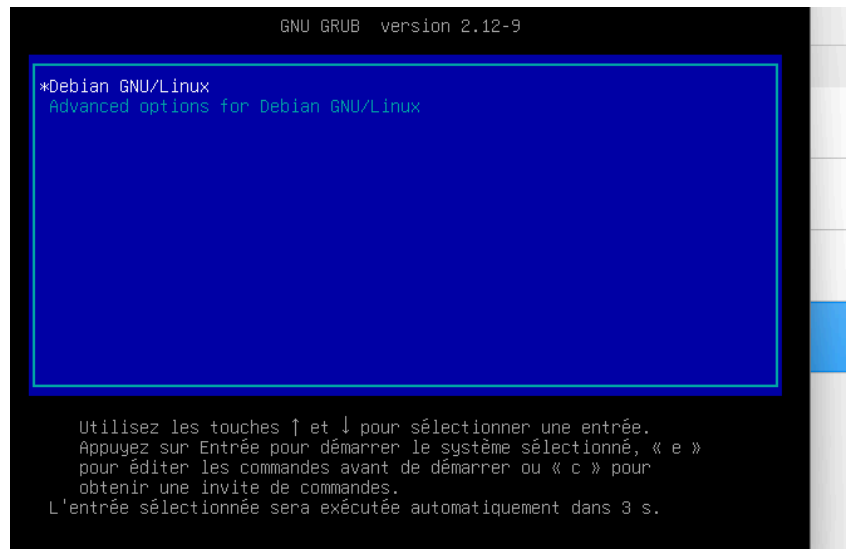 GNU GRUB version 2.12-9
*Debian GNU/Linux
Advanced options for Debian GNU/Linux
Utilisez les touches ↑ et ↓ pour sélectionner une entrée.
Appuyez sur Entrée pour démarrer le système sélectionné, « e »
pour éditer les commandes avant de démarrer ou « c » pour
obtenir une invite de commandes.
L'entrée sélectionnée sera exécutée automatiquement dans 3 s.